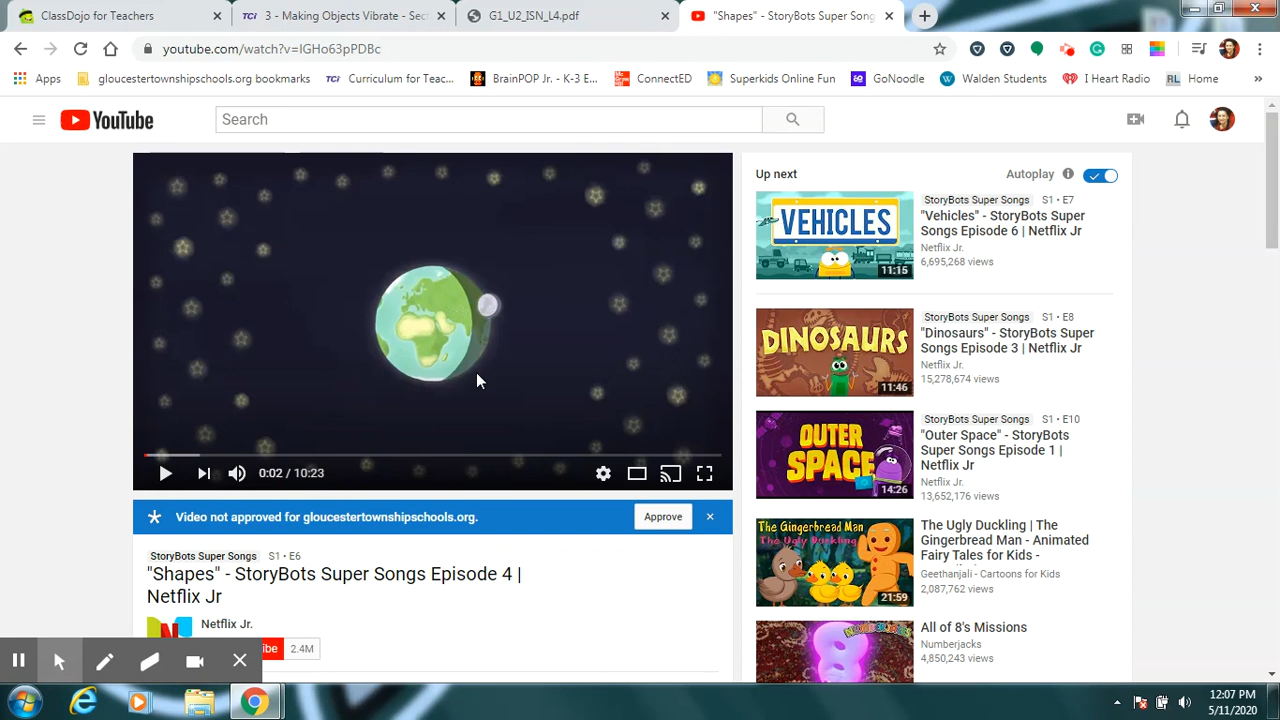 ClasDojo for Teachers
TCi 3 - Making Objects Vibrate - Sect
G1_U2_ISN_L4.pdf
"Shapes" - StoryBots Super Song
youtube.com/watch?v=IGHo63pPDBc
Apps
gloucestertownshipschools.org bookmarks
TCi Curriculum for Teac...
BrainPOP Jr. - K-3 E...
ConnectED
Superkids Online Fun
GoNoodle
Walden Students
I Heart Radio
RL Home
YouTube
Search
0:02 / 10:23
Video not approved for gloucestertownshipschools.org.
Approve
StoryBots Super Songs S1 • E6
"Shapes" - StoryBots Super Songs Episode 4 |
Netflix Jr.
Netflix Jr.
ibe 2.4M
Up next
Autoplay
VEHICLES
11:15
StoryBots Super Songs S1 • E7
"Vehicles" - StoryBots Super
Songs Episode 6 | Netflix Jr
Netflix Jr.
6,695,268 views
DINOSAURS
11:46
StoryBots Super Songs S1 • E8
"Dinosaurs" - StoryBots Super
Songs Episode 3 | Netflix Jr
Netflix Jr.
15,278,674 views
OUTER
SPACE
14:26
StoryBots Super Songs S1 • E10
"Outer Space" - StoryBots
Super Songs Episode 1 |
Netflix Jr
Netflix Jr.
13,652,176 views
The Gingerbread Man
The Ugly Duckling
21:59
The Ugly Duckling | The
Gingerbread Man - Animated
Fairy Tales for Kids -
Geethanjali - Cartoons for Kids
2,087,762 views
NUMBERJACKS
All of 8's Missions
Numberjacks
4,850,243 views
12:07 PM
5/11/2020